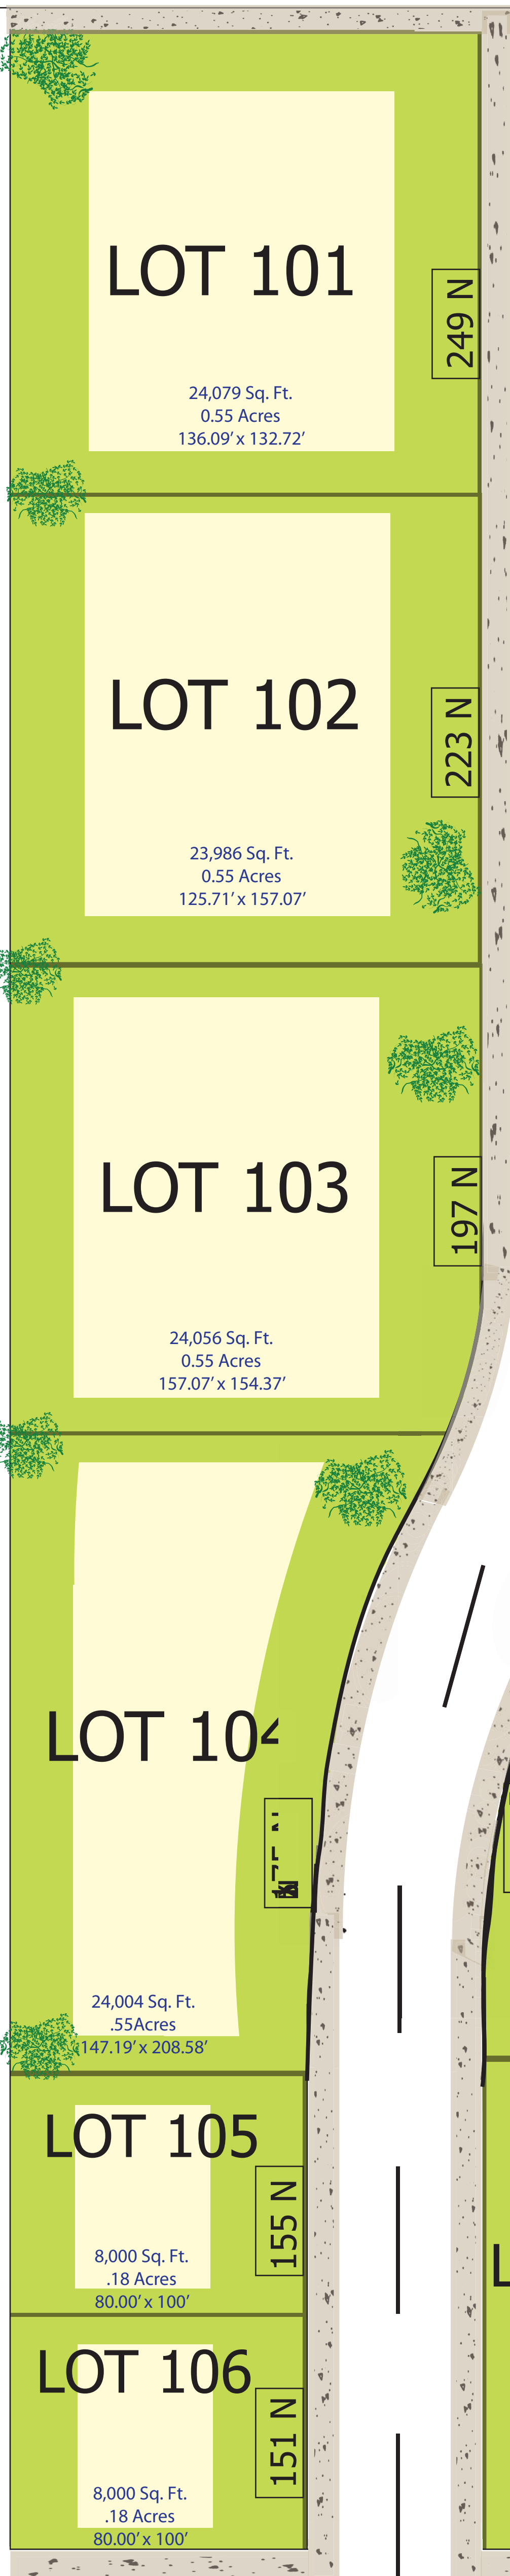 LOT 101
249 N
24,079 Sq. Ft.
0.55 Acres
136.09’ x 132.72’
LOT 102
223 N
23,986 Sq. Ft.
0.55 Acres
125.71’ x 157.07’
LOT 103
197 N
24,056 Sq. Ft.
0.55 Acres
157.07’ x 154.37’
LOT 104
24,004 Sq. Ft.
.55Acres
147.19’ x 208.58’
LOT 105
155 N
8,000 Sq. Ft.
.18 Acres
80.00’ x 100’
LOT 106
151 N
8,000 Sq. Ft.
.18 Acres
80.00’ x 100’